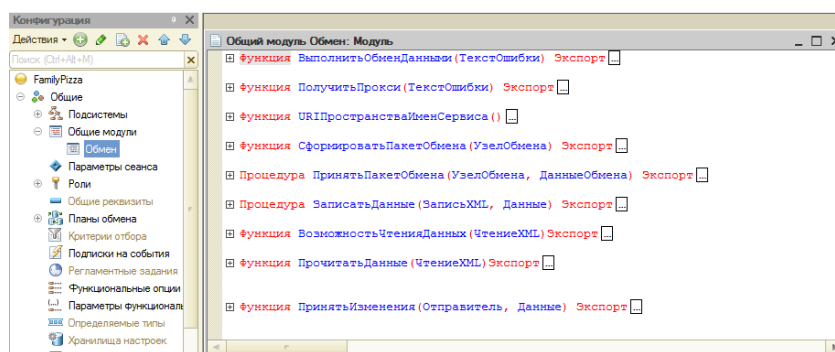 Конфигурация
Действия
Поиск (Ctrl+Alt+M)
FamilyPizza
Общие
Подсистемы
Общие модули
Обмен
Параметры сеанса
Роли
Общие реквизиты
Планы обмена
Критерии отбора
Подписки на события
Регламентные задания
Функциональные опции
Параметры функциональ
Определяемые типы
Хранилища настроек
Общий модуль Обмен: Модуль
Функция ВыполнитьОбменДанными(ТекстОшибки) Экспорт...
Функция ПолучитьПрокси(ТекстОшибки) Экспорт...
Функция URIПространстваИменСервиса()...
Функция СформироватьПакетОбмена(УзелОбмена) Экспорт...
Процедура ПринятьПакетОбмена(УзелОбмена, ДанныеОбмена) Экспорт...
Процедура ЗаписатьДанные(ЗаписьXML, Данные) Экспорт...
Функция ВозможностьЧтенияДанных(ЧтениеXML)Экспорт...
Функция ПрочитатьДанные(ЧтениеXML)Экспорт...
Функция ПринятьИзменения(Отправитель, Данные) Экспорт...